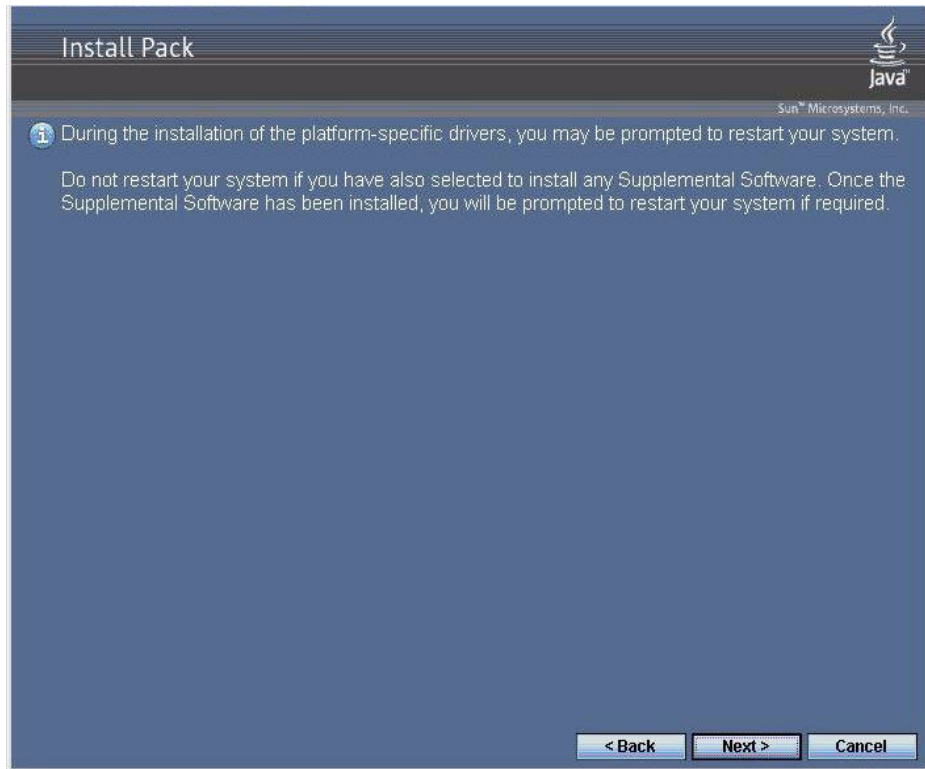 Install Pack
Java™
Sun™ Microsystems, Inc.
During the installation of the platform-specific drivers, you may be prompted to restart your system.
Do not restart your system if you have also selected to install any Supplemental Software. Once the
Supplemental Software has been installed, you will be prompted to restart your system if required.
< Back
Next >
Cancel